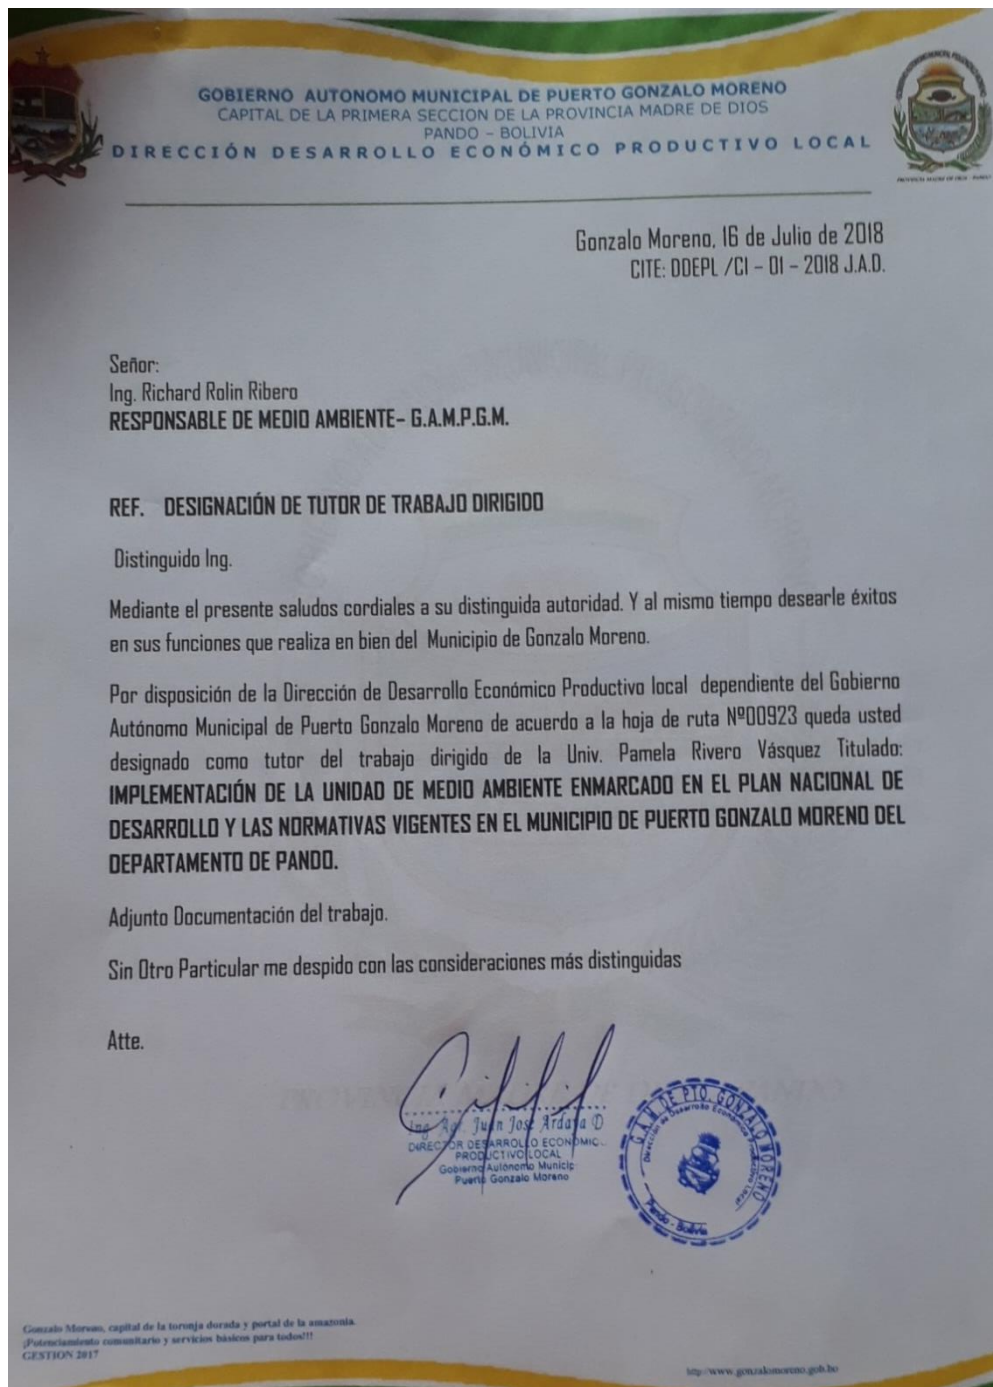 GOBIERNO AUTONOMO MUNICIPAL DE PUERTO GONZALO MORENO
CAPITAL DE LA PRIMERA SECCION DE LA PROVINCIA MADRE DE DIOS
PANDO – BOLIVIA
DIRECCIÓN DESARROLLO ECONÓMICO PRODUCTIVO LOCAL
Gonzalo Moreno, 16 de Julio de 2018
CITE: DDEPL /CI – 01 – 2018 J.A.D.
Señor:
Ing. Richard Rolin Ribero
RESPONSABLE DE MEDIO AMBIENTE– G.A.M.P.G.M.
REF. DESIGNACIÓN DE TUTOR DE TRABAJO DIRIGIDO
Distinguido Ing.
Mediante el presente saludos cordiales a su distinguida autoridad. Y al mismo tiempo desearle éxitos
en sus funciones que realiza en bien del Municipio de Gonzalo Moreno.
Por disposición de la Dirección de Desarrollo Económico Productivo local dependiente del Gobierno
Autónomo Municipal de Puerto Gonzalo Moreno de acuerdo a la hoja de ruta Nº00923 queda usted
designado como tutor del trabajo dirigido de la Univ. Pamela Rivero Vásquez Titulado:
IMPLEMENTACIÓN DE LA UNIDAD DE MEDIO AMBIENTE ENMARCADO EN EL PLAN NACIONAL DE
DESARROLLO Y LAS NORMATIVAS VIGENTES EN EL MUNICIPIO DE PUERTO GONZALO MORENO DEL
DEPARTAMENTO DE PANDO.
Adjunto Documentación del trabajo.
Sin Otro Particular me despido con las consideraciones más distinguidas
Atte.
Ing. Agr. Juan José Ardaya D
DIRECTOR DESARROLLO ECONOMIC
PRODUCTIVO LOCAL
Gobierno Autónomo Municip
Puerto Gonzalo Moreno
G.A.M. DE PTO. GONZALO MORENO
Dirección de Desarrollo Económico Productivo Local
Pando - Bolivia
Gonzalo Moreno, capital de la toronja dorada y portal de la amazonia.
¡Potenciamiento comunitario y servicios básicos para todos!!!
GESTION 2017
http://www.gonzalomoreno.gob.bo